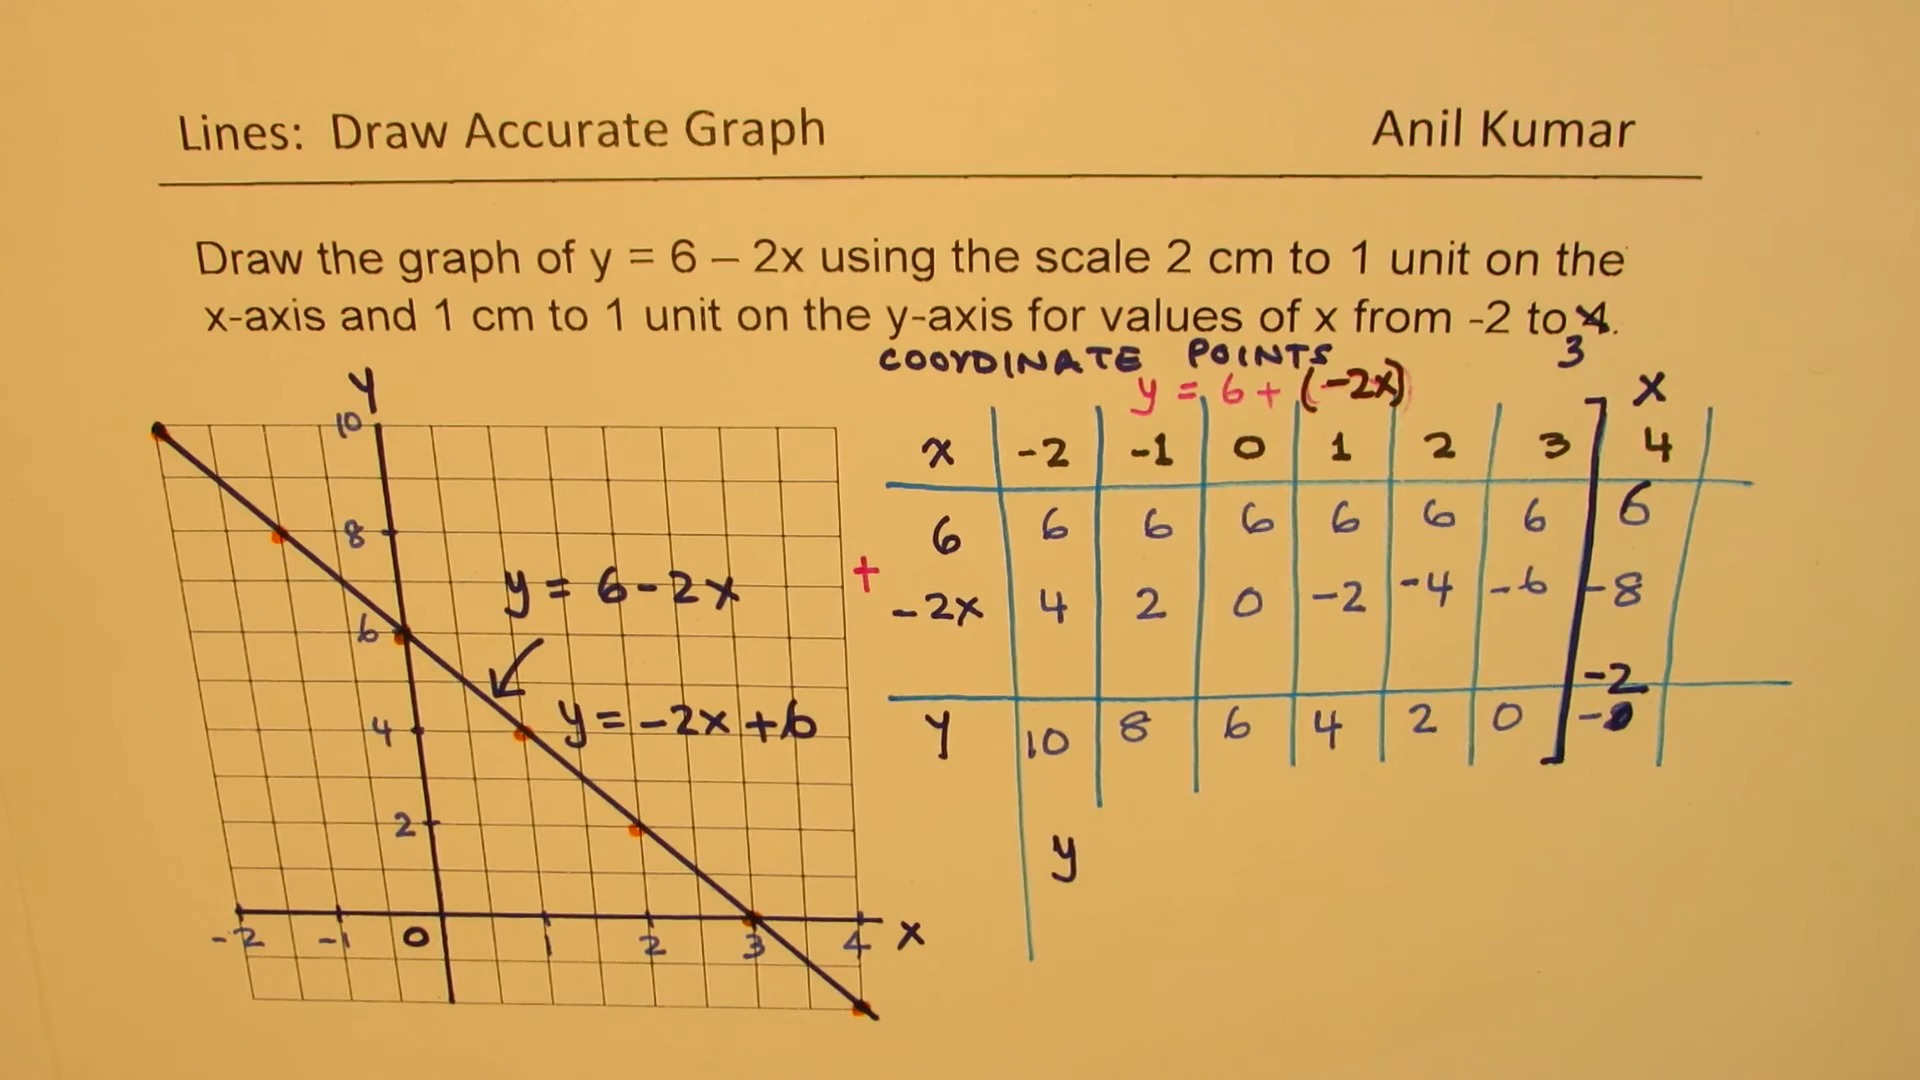 Lines: Draw Accurate Graph Anil Kumar
Draw the graph of y = 6 – 2x using the scale 2 cm to 1 unit on the
x-axis and 1 cm to 1 unit on the y-axis for values of x from -2 to 4.
3
COORDINATE POINTS
y = 6 + (-2x)
X
x -2 -1 0 1 2 3 4
6 6 6 6 6 6 6 6
+
-2x 4 2 0 -2 -4 -6 -8
-2
y 10 8 6 4 2 0
y
Y
10
8
y = 6-2x
6
y = -2x +6
4
2
-2 -1 0 1 2 3 4 x